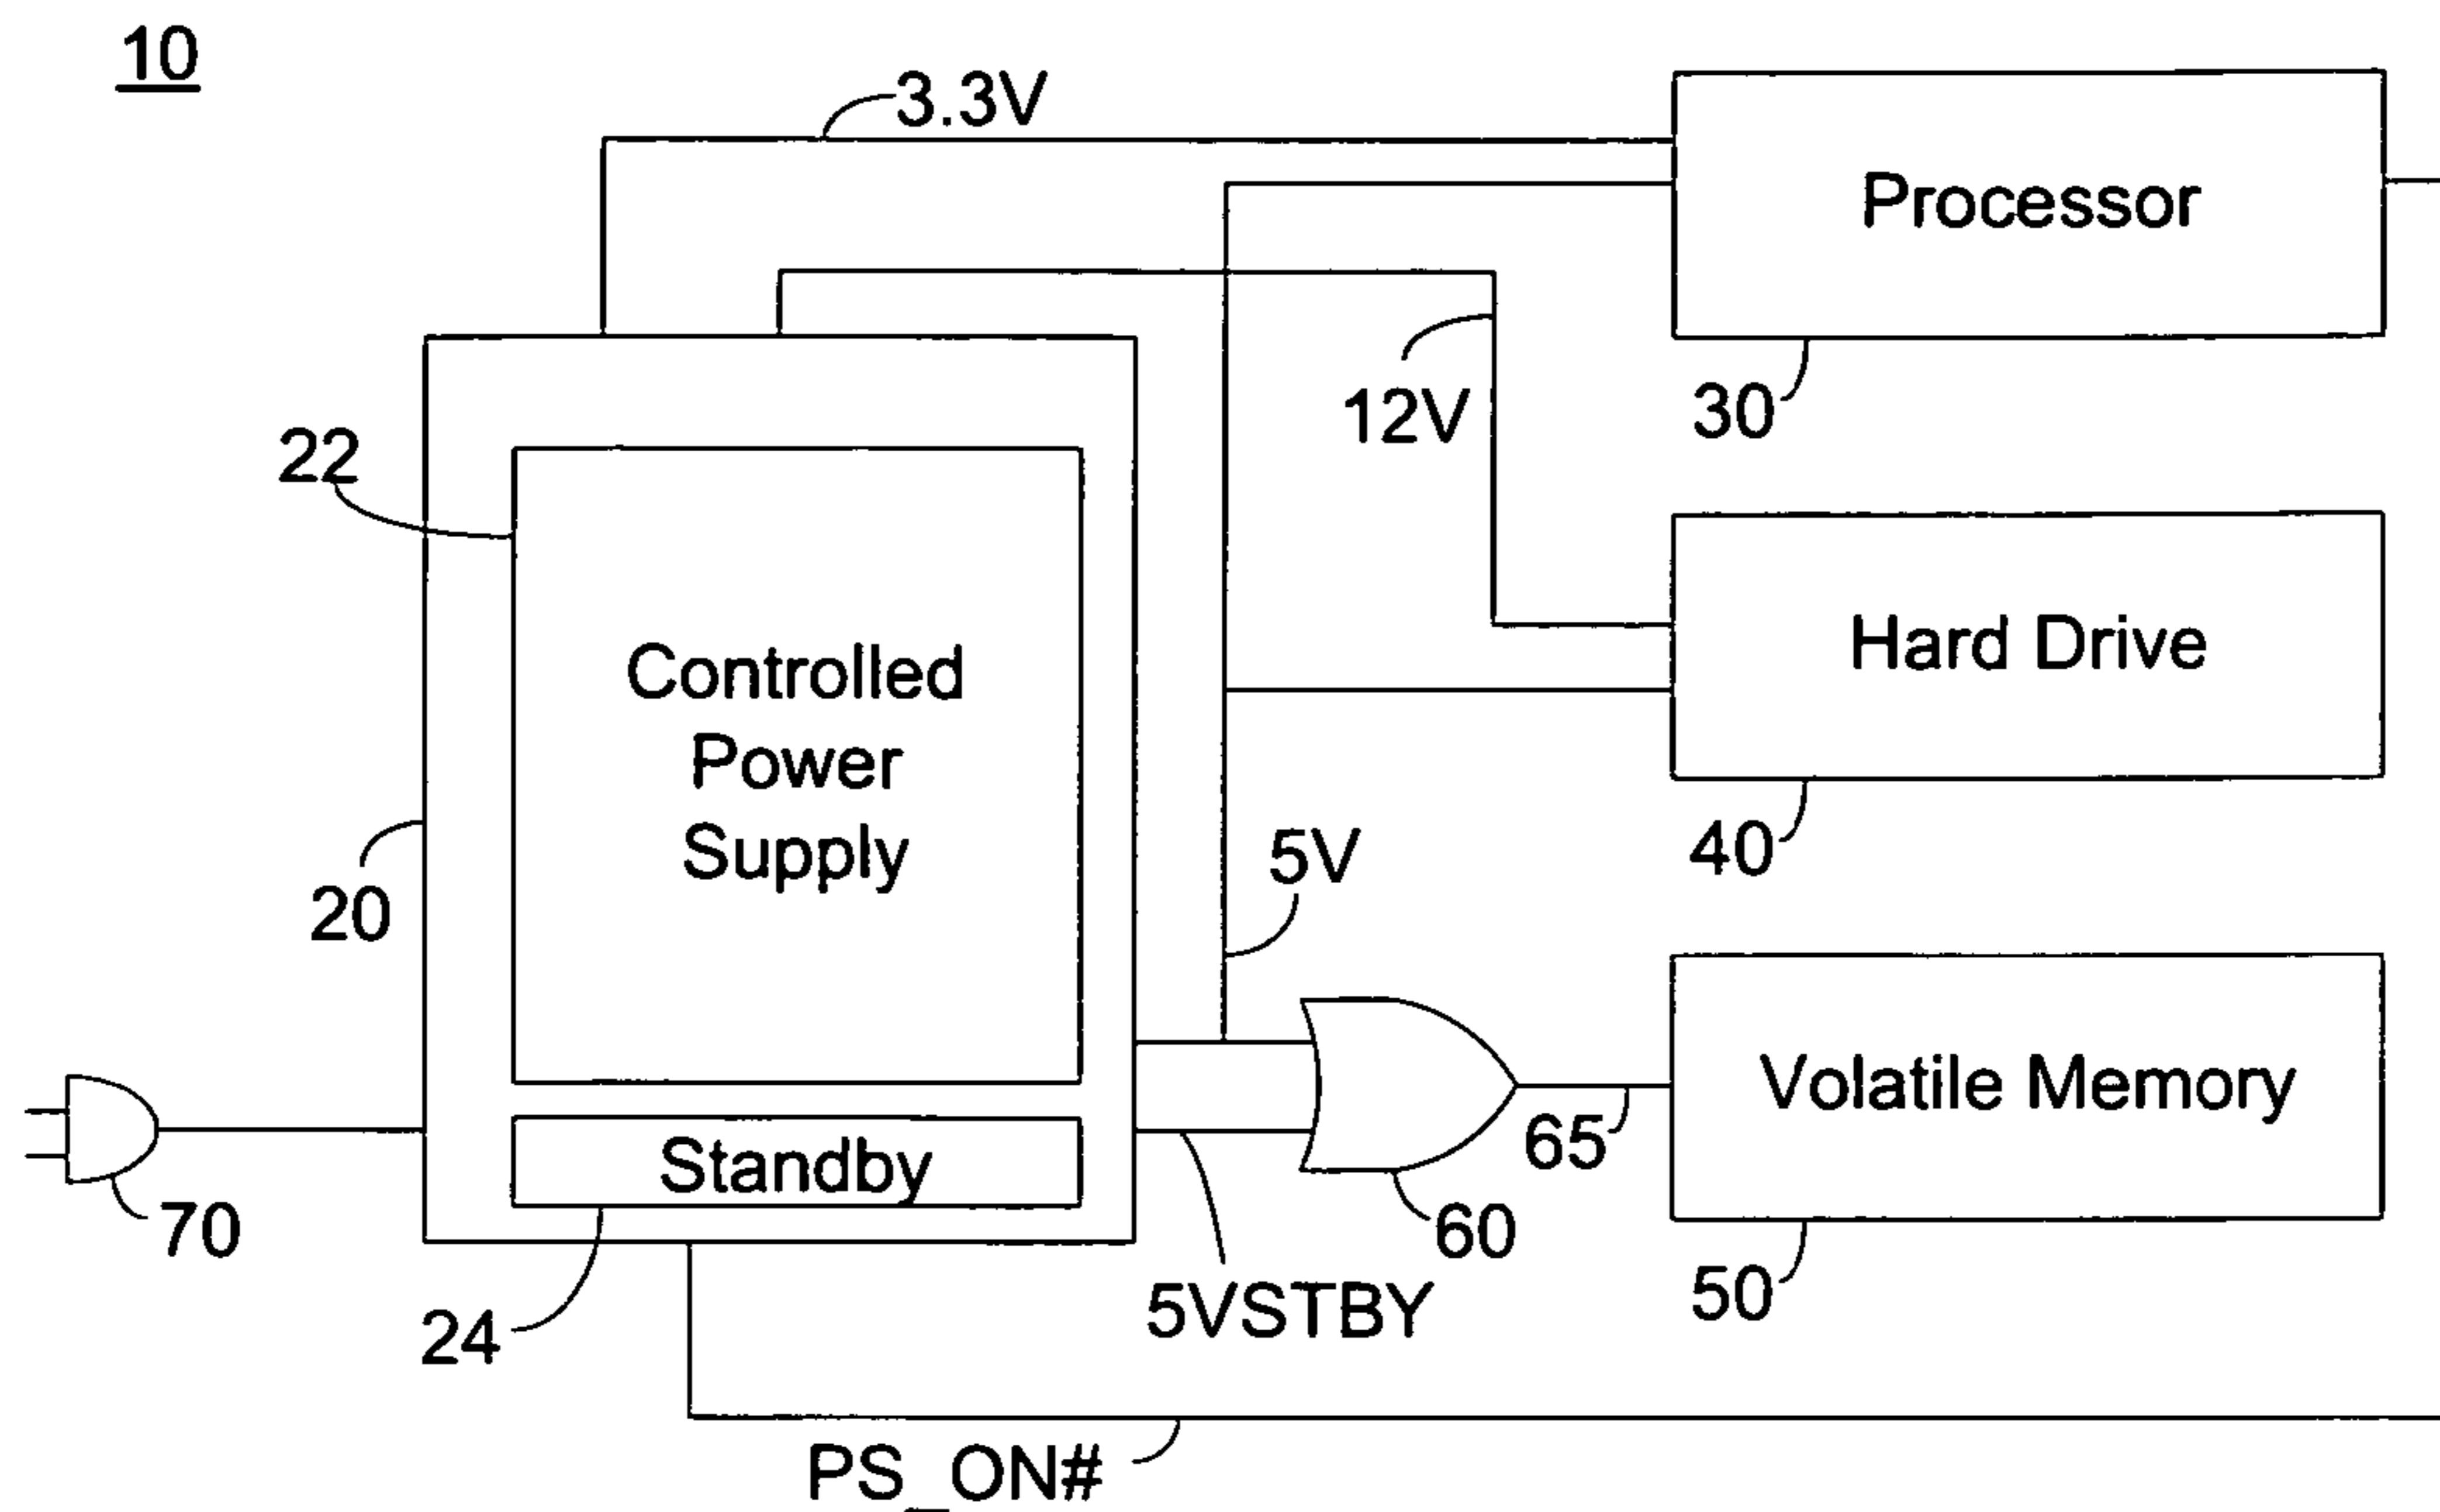 10
3.3V
Processor
30
12V
22
Controlled
Power
Supply
Hard Drive
40
20
5V
Volatile Memory
65
Standby
60
70
50
5VSTBY
24
PS_ON#